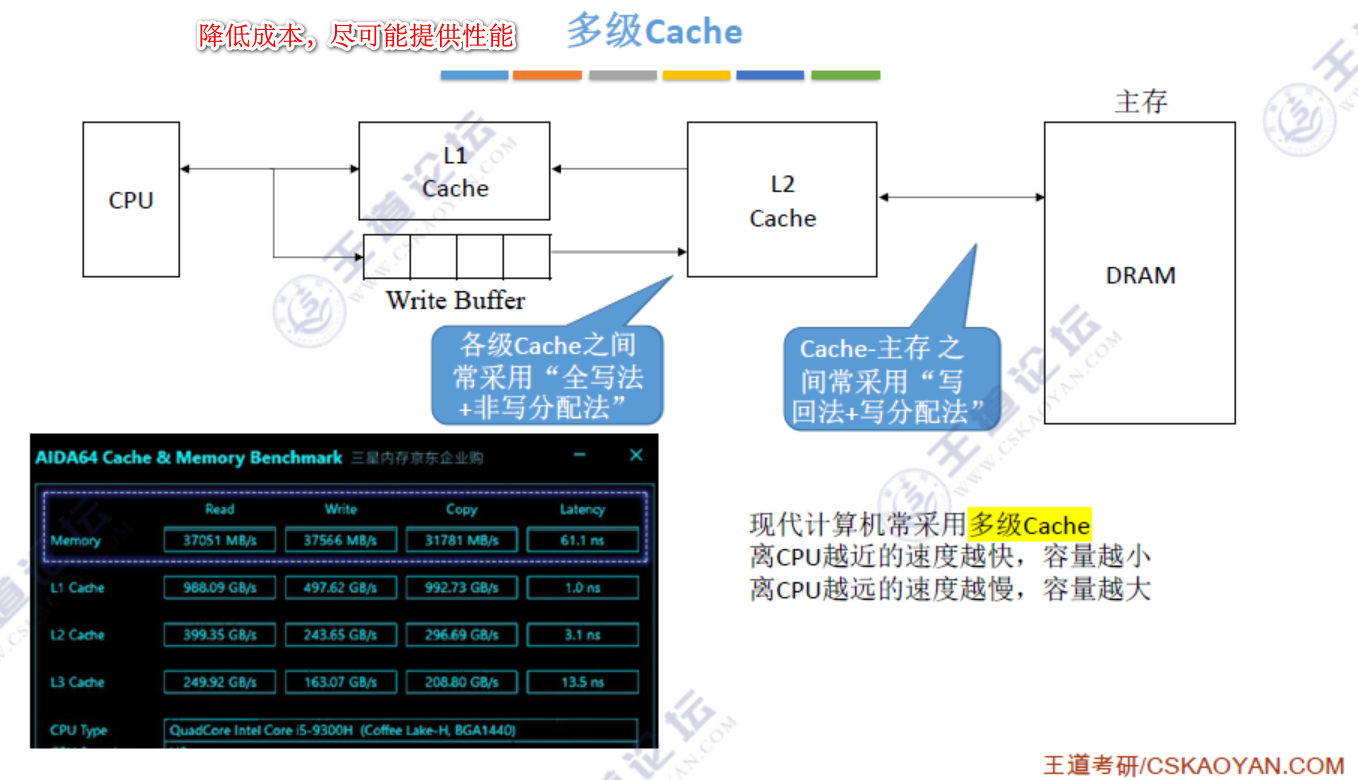 降低成本，尽可能提供性能
多级Cache
主存
CPU
L1
Cache
L2
Cache
DRAM
Write Buffer
各级Cache之间
常采用“全写法
+非写分配法”
Cache-主存 之
间常采用“写
回法+写分配法”
AIDA64 Cache & Memory Benchmark 三星内存京东企业购
Read Write Copy Latency
Memory 37051 MB/s 37566 MB/s 31781 MB/s 61.1 ns
L1 Cache 988.09 GB/s 497.62 GB/s 992.73 GB/s 1.0 ns
L2 Cache 399.35 GB/s 243.65 GB/s 296.69 GB/s 3.1 ns
L3 Cache 249.92 GB/s 163.07 GB/s 208.80 GB/s 13.5 ns
CPU Type QuadCore Intel Core i5-9300H (Coffee Lake-H, BGA1440)
现代计算机常采用多级Cache
离CPU越近的速度越快，容量越小
离CPU越远的速度越慢，容量越大
王道论坛
WWW.CSKAOYAN.COM
王道考研/CSKAOYAN.COM